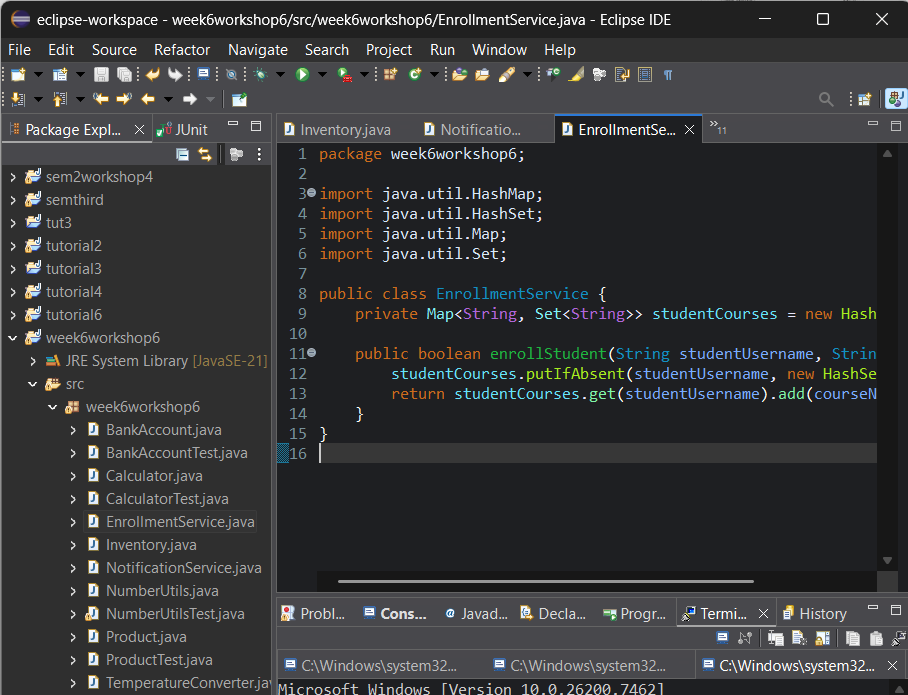 eclipse-workspace - week6workshop6/src/week6workshop6/EnrollmentService.java - Eclipse IDE
File Edit Source Refactor Navigate Search Project Run Window Help
Package Expl... JUnit
Inventory.java Notificatio... EnrollmentSe... 11
sem2workshop4
semthird
tut3
tutorial2
tutorial3
tutorial4
tutorial6
week6workshop6
JRE System Library [JavaSE-21]
src
week6workshop6
BankAccount.java
BankAccountTest.java
Calculator.java
CalculatorTest.java
EnrollmentService.java
Inventory.java
NotificationService.java
NumberUtils.java
NumberUtilsTest.java
Product.java
ProductTest.java
TemperatureConverter.jav
1 package week6workshop6;
2
3 import java.util.HashMap;
4 import java.util.HashSet;
5 import java.util.Map;
6 import java.util.Set;
7
8 public class EnrollmentService {
9 private Map<String, Set<String>> studentCourses = new Hash
10
11 public boolean enrollStudent(String studentUsername, Strin
12 studentCourses.putIfAbsent(studentUsername, new HashSe
13 return studentCourses.get(studentUsername).add(courseN
14 }
15 }
16
Probl... Cons... Javad... Decla... Progr... Termi... History
C:\Windows\system32... C:\Windows\system32... C:\Windows\system32...
Microsoft Windows [Version 10.0.26200.7462]